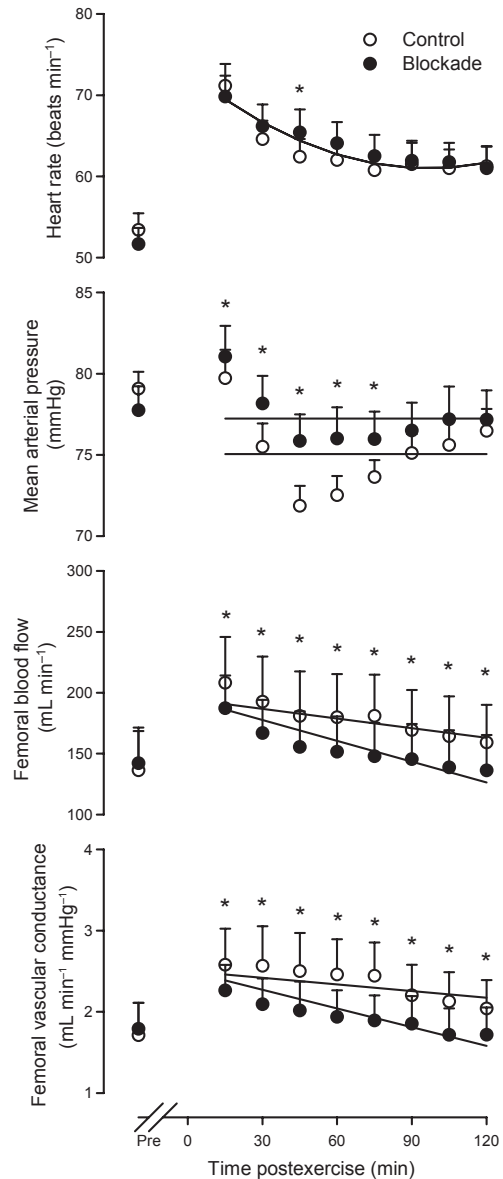 80
Control
Blockade
*
70
60
50
Heart rate (beats min⁻¹)
85
*
*
80
* * *
75
70
Mean arterial pressure
(mmHg)
300
250
* * * * * * * *
200
150
100
Femoral blood flow
(mL min⁻¹)
4
* * * * * * * *
3
2
1
Femoral vascular conductance
(mL min⁻¹ mmHg⁻¹)
Pre 0 30 60 90 120
Time postexercise (min)